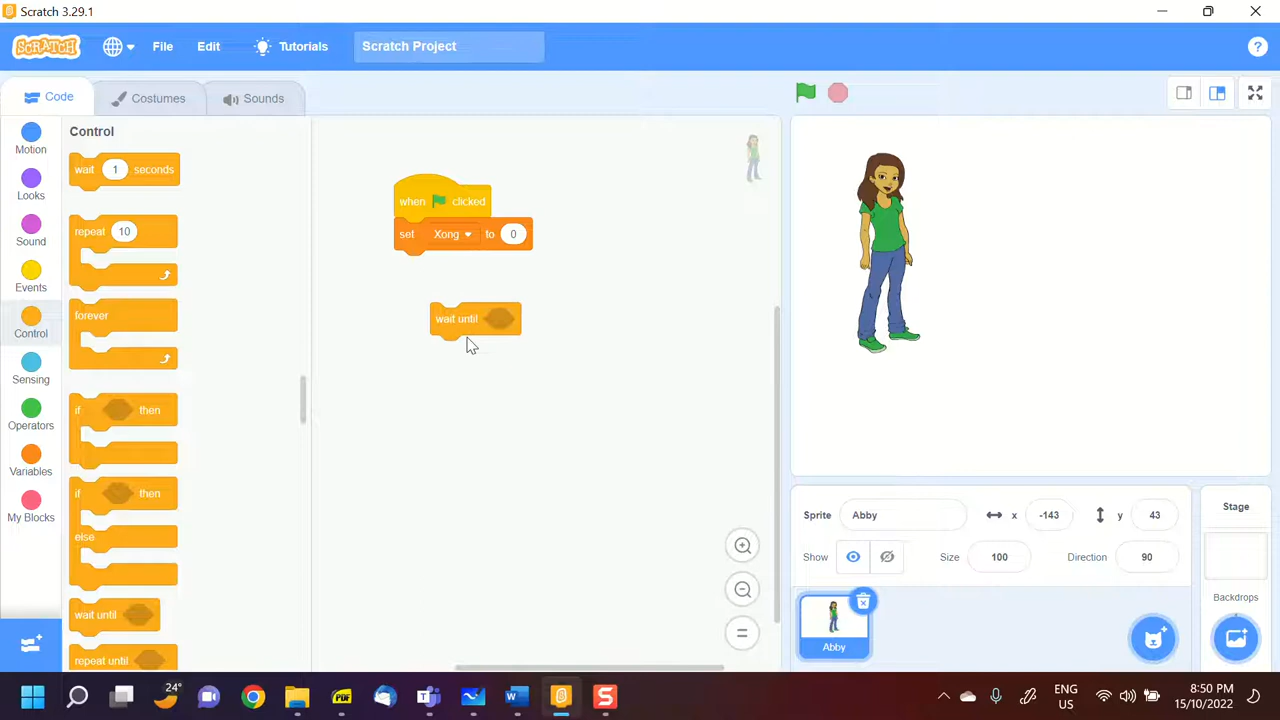 Scratch 3.29.1
SCRATCH
File
Edit
Tutorials
Scratch Project
?
Code
Costumes
Sounds
Motion
Looks
Sound
Events
Control
Sensing
Operators
Variables
My Blocks
Control
wait 1 seconds
repeat 10
forever
if then
if then
else
wait until
repeat until
when clicked
set Xong to 0
wait until
Sprite Abby x -143 y 43
Show Size 100 Direction 90
Abby
Stage
Backdrops
24°
PDF
W
S
ENG
US
8:50 PM
15/10/2022